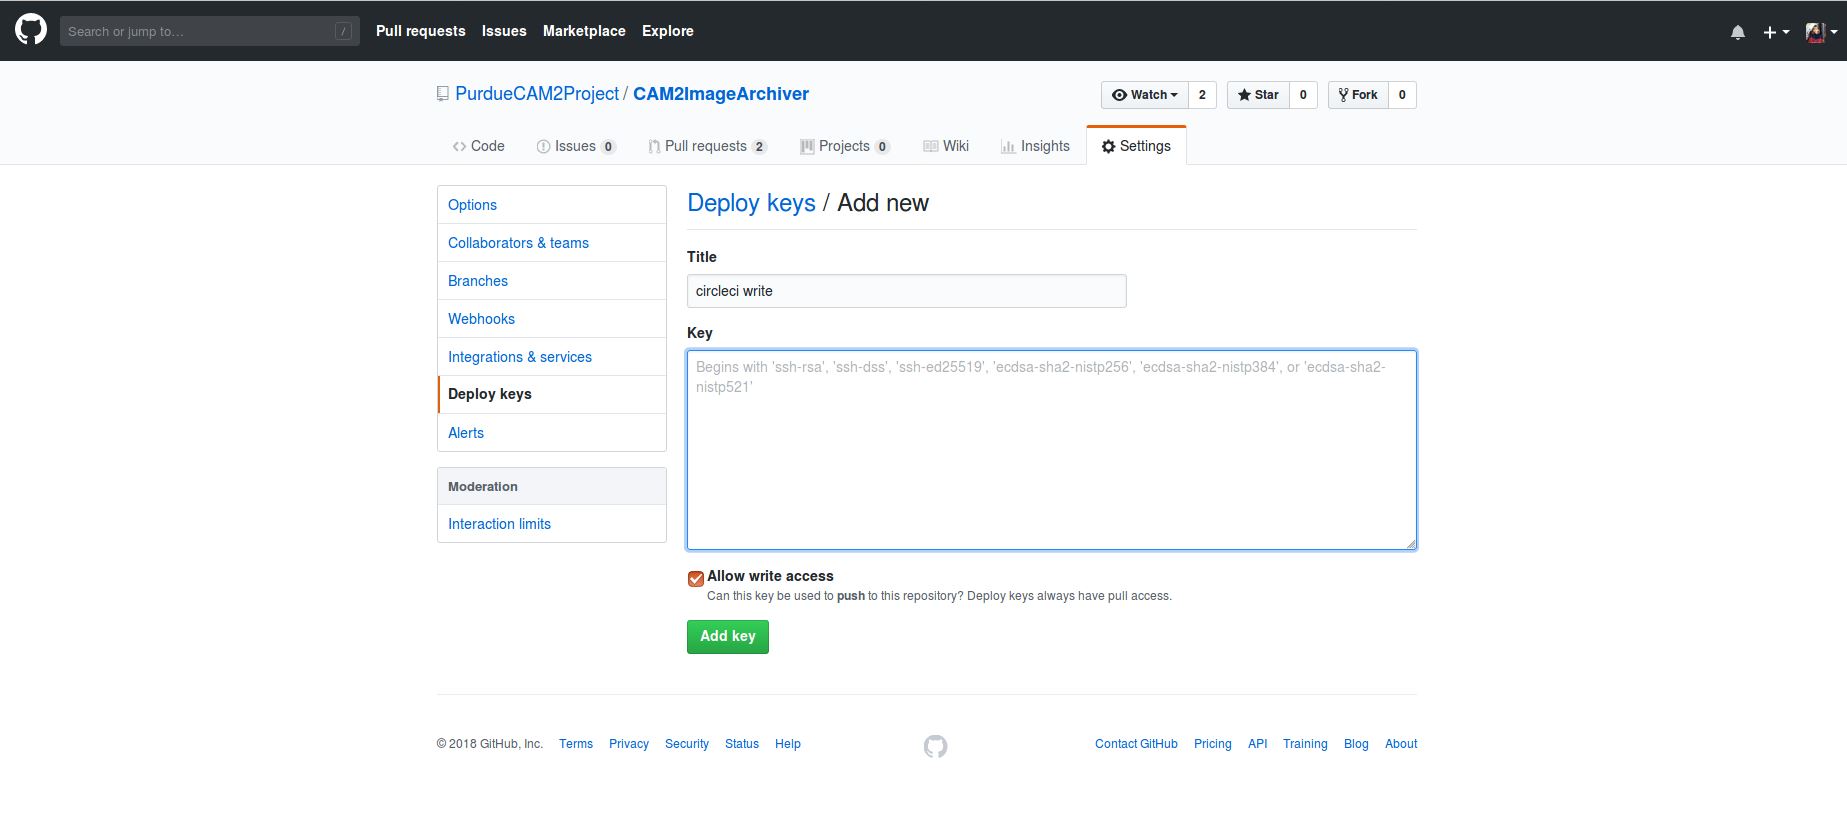 Search or jump to… /
Pull requests Issues Marketplace Explore
PurdueCAM2Project / CAM2ImageArchiver
Watch 2 Star 0 Fork 0
Code Issues 0 Pull requests 2 Projects 0 Wiki Insights Settings
Options
Collaborators & teams
Branches
Webhooks
Integrations & services
Deploy keys
Alerts
Moderation
Interaction limits
Deploy keys / Add new
Title
circleci write
Key
Begins with 'ssh-rsa', 'ssh-dss', 'ssh-ed25519', 'ecdsa-sha2-nistp256', 'ecdsa-sha2-nistp384', or 'ecdsa-sha2-
nistp521'
Allow write access
Can this key be used to push to this repository? Deploy keys always have pull access.
Add key
© 2018 GitHub, Inc. Terms Privacy Security Status Help
Contact GitHub Pricing API Training Blog About